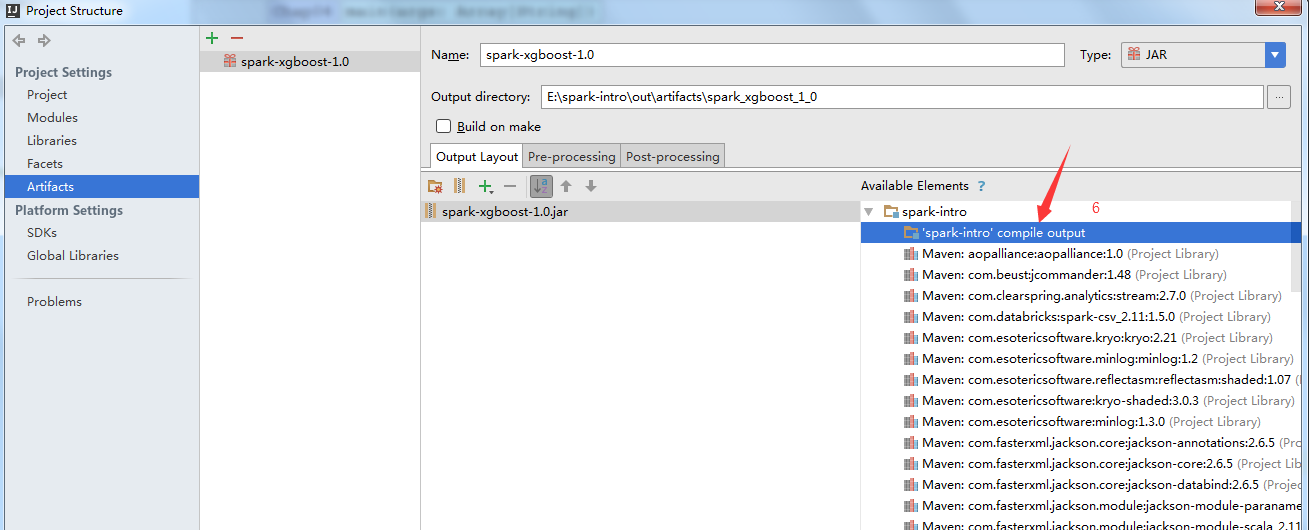 Project Structure
Project Settings
Project
Modules
Libraries
Facets
Artifacts
Platform Settings
SDKs
Global Libraries
Problems
spark-xgboost-1.0
Name: spark-xgboost-1.0 Type: JAR
Output directory: E:\spark-intro\out\artifacts\spark_xgboost_1_0 ...
Build on make
Output Layout Pre-processing Post-processing
spark-xgboost-1.0.jar
Available Elements ?
spark-intro
6
'spark-intro' compile output
Maven: aopalliance:aopalliance:1.0 (Project Library)
Maven: com.beust:jcommander:1.48 (Project Library)
Maven: com.clearspring.analytics:stream:2.7.0 (Project Library)
Maven: com.databricks:spark-csv_2.11:1.5.0 (Project Library)
Maven: com.esotericsoftware.kryo:kryo:2.21 (Project Library)
Maven: com.esotericsoftware.minlog:minlog:1.2 (Project Library)
Maven: com.esotericsoftware.reflectasm:reflectasm:shaded:1.07 (
Maven: com.esotericsoftware:kryo-shaded:3.0.3 (Project Library)
Maven: com.esotericsoftware:minlog:1.3.0 (Project Library)
Maven: com.fasterxml.jackson.core:jackson-annotations:2.6.5 (Pro
Maven: com.fasterxml.jackson.core:jackson-core:2.6.5 (Project Lib
Maven: com.fasterxml.jackson.core:jackson-databind:2.6.5 (Projec
Maven: com.fasterxml.jackson.module:jackson-module-paraname
Maven: com.fasterxml.jackson.module:jackson-module-scala_2.11